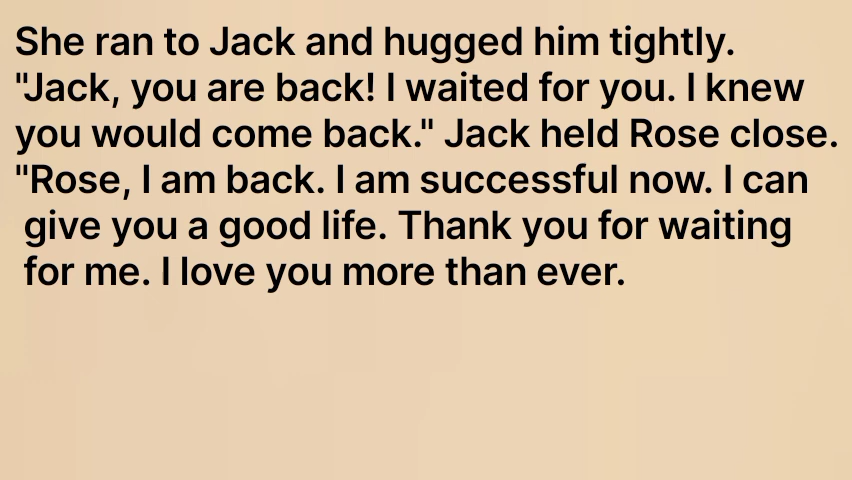 She ran to Jack and hugged him tightly.
"Jack, you are back! I waited for you. I knew
you would come back." Jack held Rose close.
"Rose, I am back. I am successful now. I can
give you a good life. Thank you for waiting
for me. I love you more than ever.